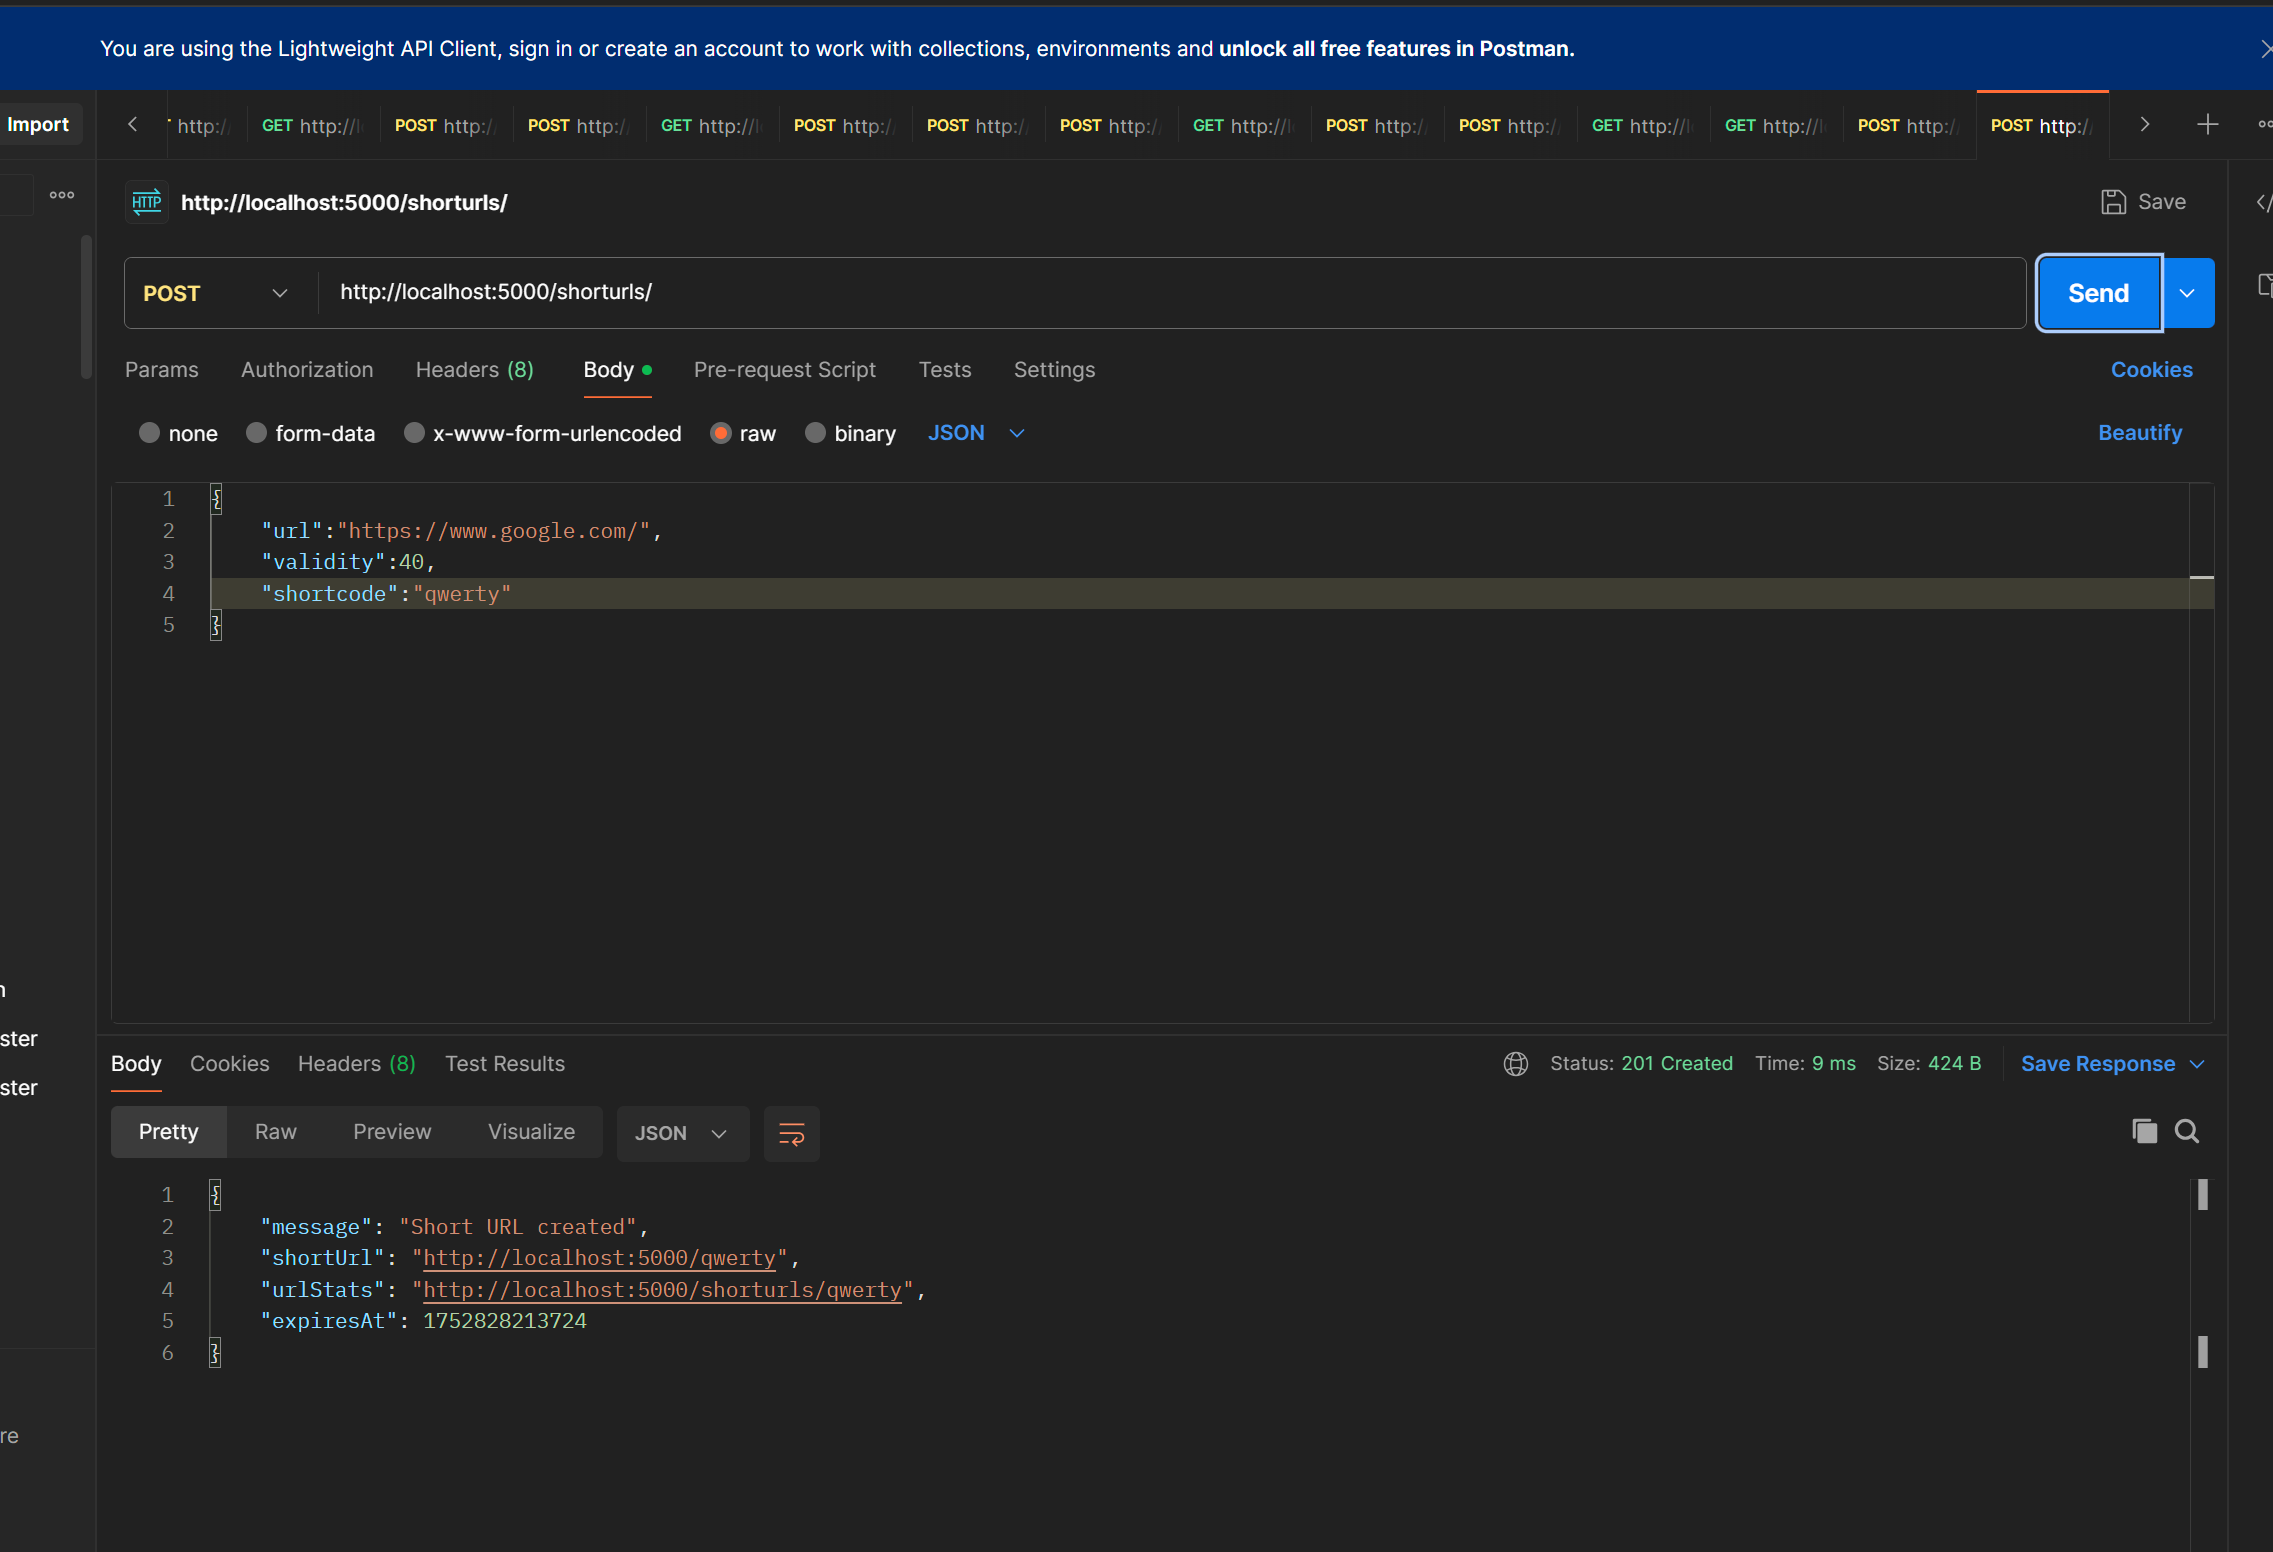 You are using the Lightweight API Client, sign in or create an account to work with collections, environments and unlock all free features in Postman.
Import
http:/ GET http://l POST http:/ POST http:/ GET http://l POST http:/ POST http:/ POST http:/ GET http://l POST http:/ POST http:/ GET http://l GET http://l POST http:/ POST http:/
HTTP http://localhost:5000/shorturls/ Save
POST http://localhost:5000/shorturls/ Send
Params Authorization Headers (8) Body Pre-request Script Tests Settings Cookies
none form-data x-www-form-urlencoded raw binary JSON Beautify
1 {
2 "url":"https://www.google.com/",
3 "validity":40,
4 "shortcode":"qwerty"
5 }
ster
ster
re
Body Cookies Headers (8) Test Results Status: 201 Created Time: 9 ms Size: 424 B Save Response
Pretty Raw Preview Visualize JSON
1 {
2 "message": "Short URL created",
3 "shortUrl": "http://localhost:5000/qwerty",
4 "urlStats": "http://localhost:5000/shorturls/qwerty",
5 "expiresAt": 1752828213724
6 }